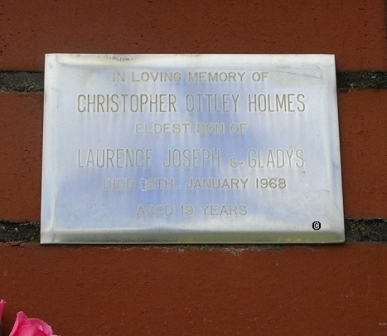 IN LOVING MEMORY OF
CHRISTOPHER OTTLEY HOLMES
ELDEST SON OF
LAURENCE JOSEPH & GLADYS
DIED JANUARY 1968
AGED 19 YEARS